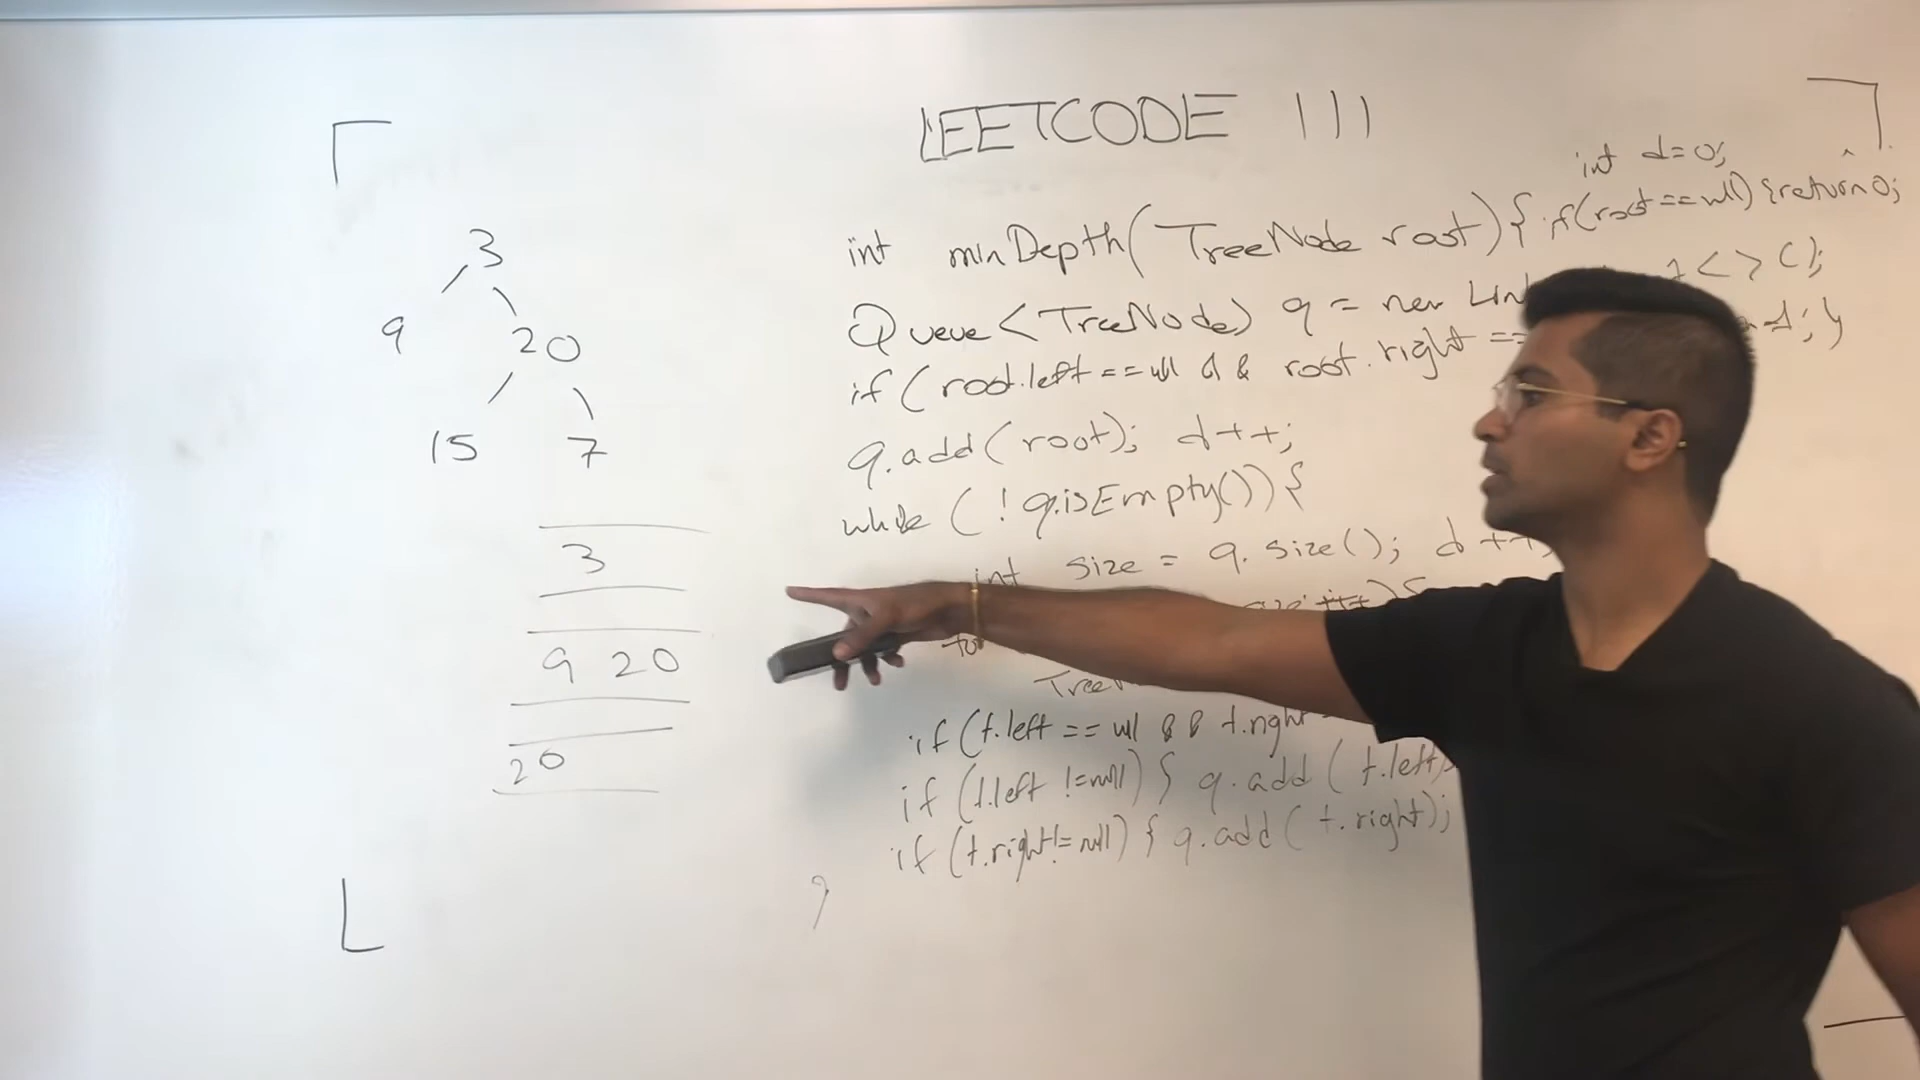 LEETCODE 111
3
9
20
15 7
3
9 20
20
int d=0;
int minDepth(TreeNode root){ if(root==null) {return 0;
Queue<TreeNode> q = new Link <>();
if (root.left==null && root.right == d; }
q.add(root); d++;
while (!q.isEmpty()){
int size = q.size(); d++;
for
if (t.left == null && t.right
if (t.left !=null) { q.add(t.left);
if (t.right!=null) { q.add(t.right);
}